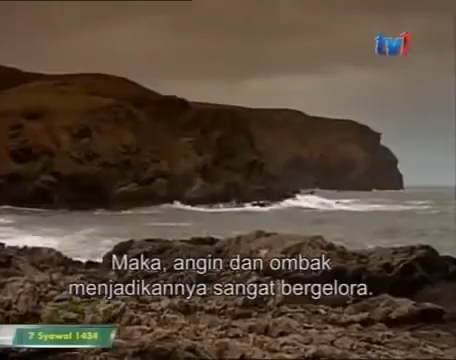 tv1
Maka, angin dan ombak
menjadikannya sangat bergelora.
7 Syawal 1434